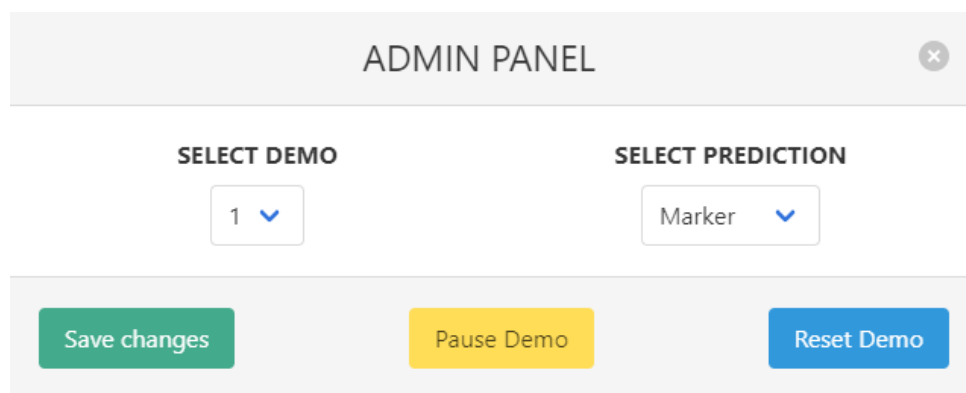 ADMIN PANEL
SELECT DEMO SELECT PREDICTION
1 Marker
Save changes Pause Demo Reset Demo